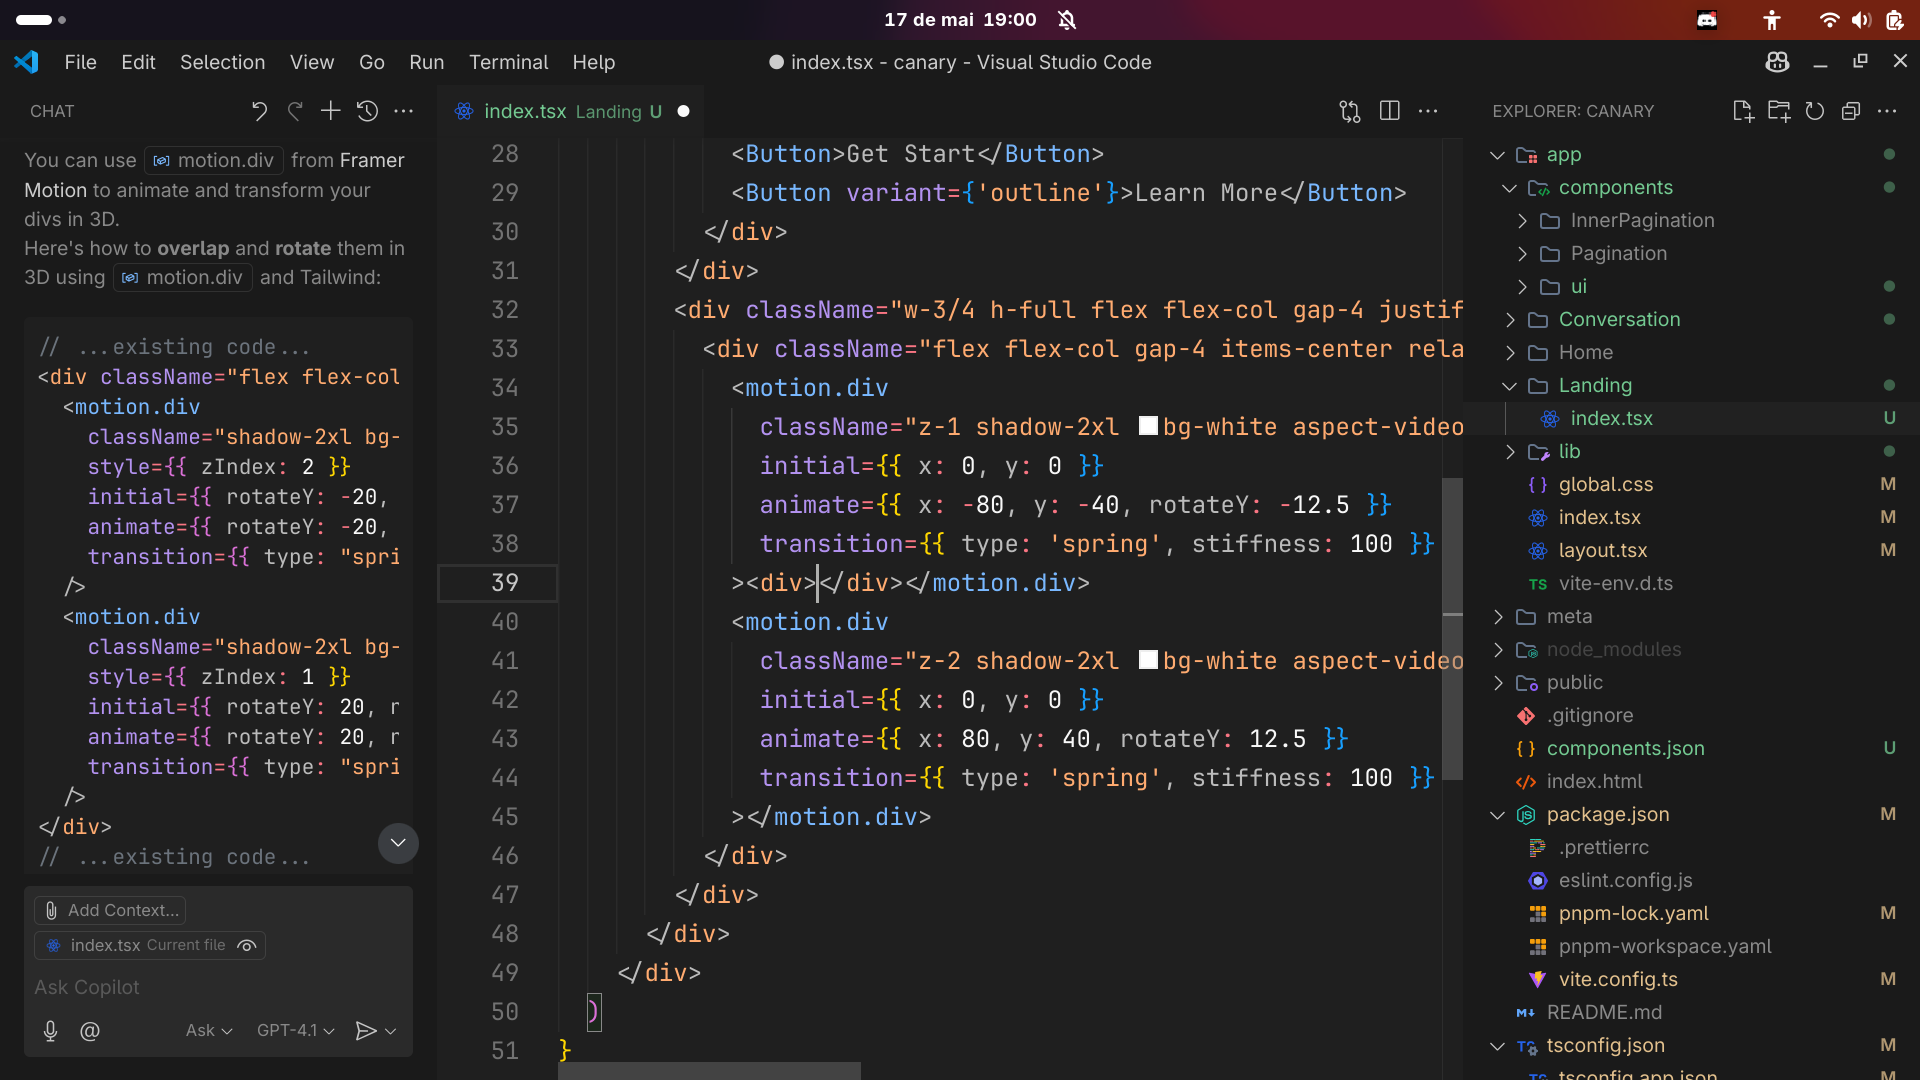 17 de mai 19:00
File Edit Selection View Go Run Terminal Help
index.tsx - canary - Visual Studio Code
CHAT
You can use motion.div from Framer
Motion to animate and transform your
divs in 3D.
Here's how to overlap and rotate them in
3D using motion.div and Tailwind:
// ...existing code...
<div className="flex flex-col
<motion.div
className="shadow-2xl bg-
style={{ zIndex: 2 }}
initial={{ rotateY: -20,
animate={{ rotateY: -20,
transition={{ type: "spri
/>
<motion.div
className="shadow-2xl bg-
style={{ zIndex: 1 }}
initial={{ rotateY: 20, r
animate={{ rotateY: 20, r
transition={{ type: "spri
/>
</div>
// ...existing code...
Add Context...
index.tsx Current file
Ask Copilot
@ Ask GPT-4.1
index.tsx Landing U
28 <Button>Get Start</Button>
29 <Button variant={'outline'}>Learn More</Button>
30 </div>
31 </div>
32 <div className="w-3/4 h-full flex flex-col gap-4 justif
33 <div className="flex flex-col gap-4 items-center rela
34 <motion.div
35 className="z-1 shadow-2xl bg-white aspect-video
36 initial={{ x: 0, y: 0 }}
37 animate={{ x: -80, y: -40, rotateY: -12.5 }}
38 transition={{ type: 'spring', stiffness: 100 }}
39 ><div></div></motion.div>
40 <motion.div
41 className="z-2 shadow-2xl bg-white aspect-video
42 initial={{ x: 0, y: 0 }}
43 animate={{ x: 80, y: 40, rotateY: 12.5 }}
44 transition={{ type: 'spring', stiffness: 100 }}
45 ></motion.div>
46 </div>
47 </div>
48 </div>
49 </div>
50 )
51 }
EXPLORER: CANARY
app
components
InnerPagination
Pagination
ui
Conversation
Home
Landing
index.tsx U
lib
{} global.css M
index.tsx M
layout.tsx M
TS vite-env.d.ts
meta
node_modules
public
.gitignore
{} components.json U
</> index.html
package.json M
.prettierrc
eslint.config.js
pnpm-lock.yaml M
pnpm-workspace.yaml
vite.config.ts M
README.md
tsconfig.json M
tsconfig.app.json M